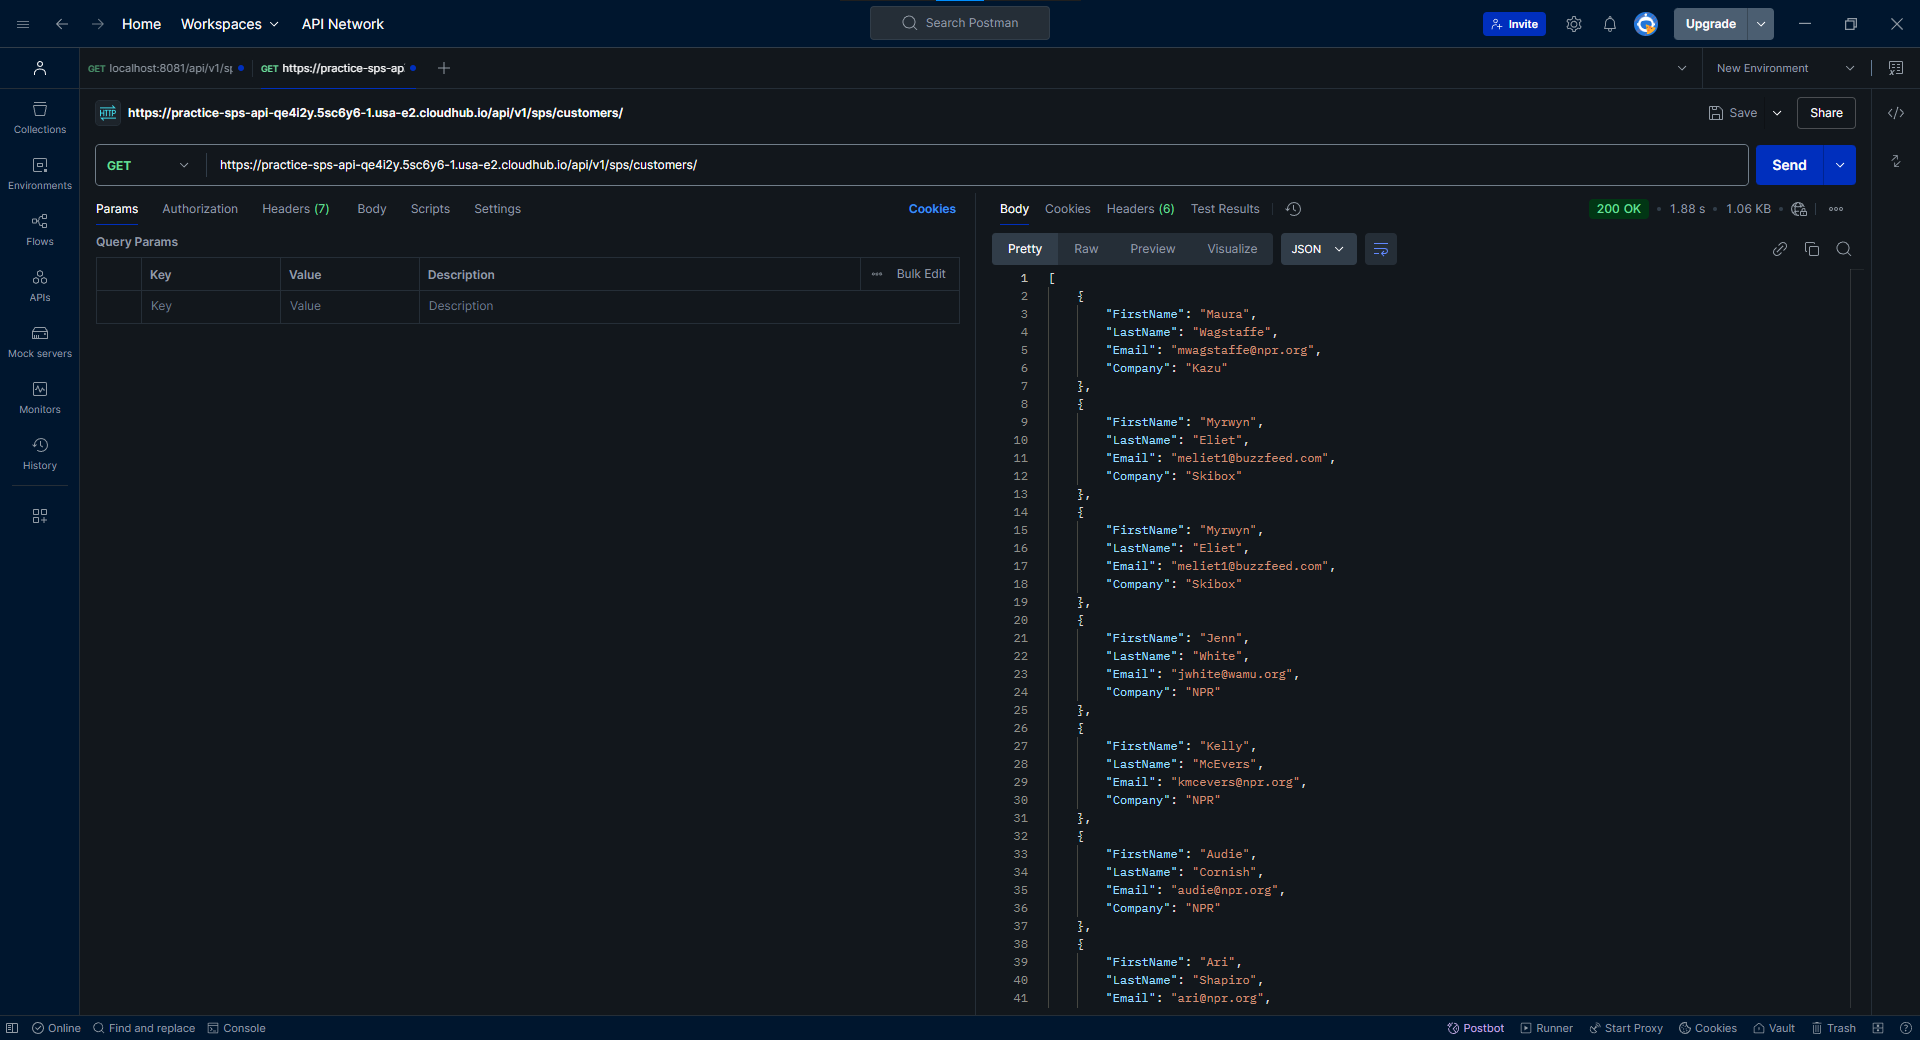 Home Workspaces API Network Search Postman Invite Upgrade
GET localhost:8081/api/v1/s GET https://practice-sps-ap New Environment
HTTP https://practice-sps-api-qe4i2y.5sc6y6-1.usa-e2.cloudhub.io/api/v1/sps/customers/ Save Share
GET https://practice-sps-api-qe4i2y.5sc6y6-1.usa-e2.cloudhub.io/api/v1/sps/customers/ Send
Collections
Environments
Flows
APIs
Mock servers
Monitors
History
Params Authorization Headers (7) Body Scripts Settings Cookies
Query Params
Key Value Description Bulk Edit
Key Value Description
Body Cookies Headers (6) Test Results 200 OK • 1.88 s • 1.06 KB •
Pretty Raw Preview Visualize JSON
1 [
2 {
3 "FirstName": "Maura",
4 "LastName": "Wagstaffe",
5 "Email": "mwagstaffe@npr.org",
6 "Company": "Kazu"
7 },
8 {
9 "FirstName": "Myrwyn",
10 "LastName": "Eliet",
11 "Email": "meliet1@buzzfeed.com",
12 "Company": "Skibox"
13 },
14 {
15 "FirstName": "Myrwyn",
16 "LastName": "Eliet",
17 "Email": "meliet1@buzzfeed.com",
18 "Company": "Skibox"
19 },
20 {
21 "FirstName": "Jenn",
22 "LastName": "White",
23 "Email": "jwhite@wamu.org",
24 "Company": "NPR"
25 },
26 {
27 "FirstName": "Kelly",
28 "LastName": "McEvers",
29 "Email": "kmcevers@npr.org",
30 "Company": "NPR"
31 },
32 {
33 "FirstName": "Audie",
34 "LastName": "Cornish",
35 "Email": "audie@npr.org",
36 "Company": "NPR"
37 },
38 {
39 "FirstName": "Ari",
40 "LastName": "Shapiro",
41 "Email": "ari@npr.org",
Online Find and replace Console Postbot Runner Start Proxy Cookies Vault Trash